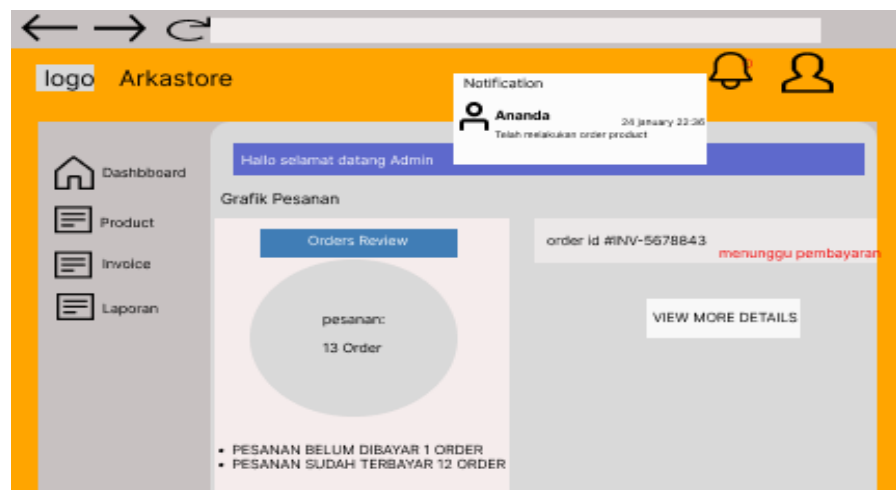 logo Arkastore
Notification
Ananda
24 january 22:36
Telah melakukan order product
Dashbboard
Product
Invoice
Laporan
Hallo selamat datang Admin
Grafik Pesanan
Orders Review
pesanan:
13 Order
• PESANAN BELUM DIBAYAR 1 ORDER
• PESANAN SUDAH TERBAYAR 12 ORDER
order id #INV-5678843
menunggu pembayaran
VIEW MORE DETAILS